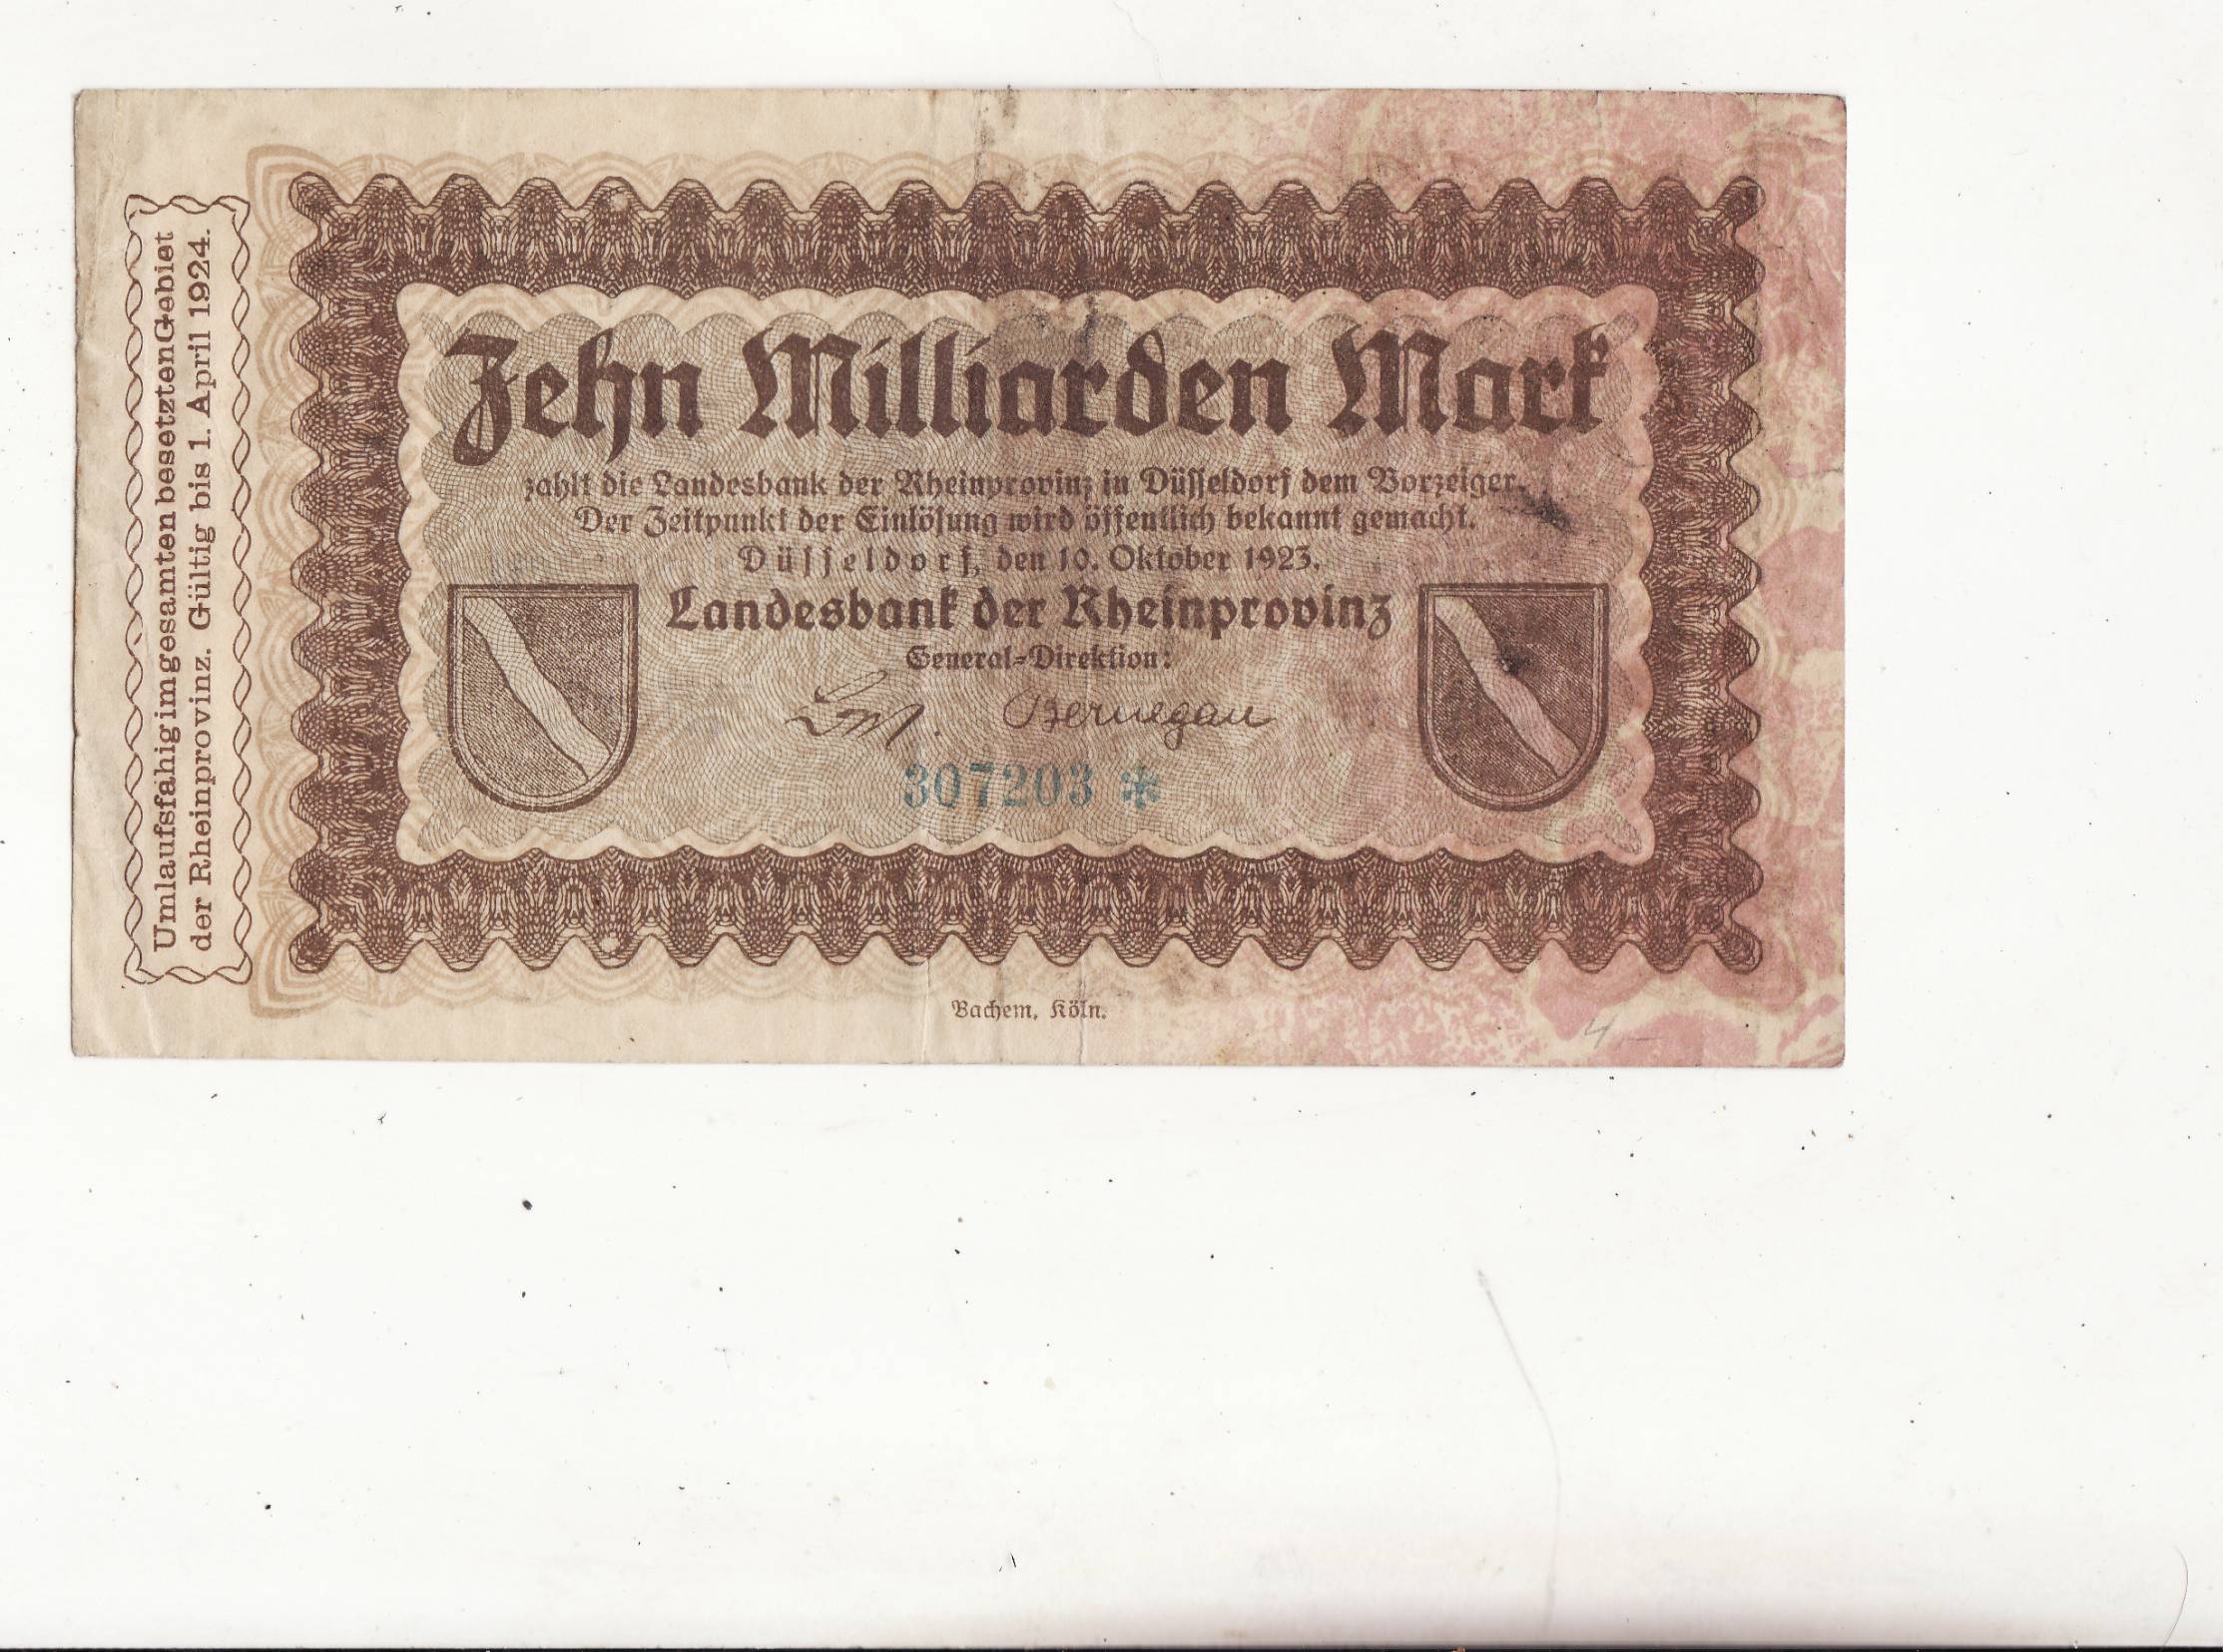 Umlaufsfähig im gesamten besetzten Gebiet
der Rheinprovinz. Gültig bis 1. April 1924.
Zehn Milliarden Mark
zahlt die Landesbank der Rheinprovinz in Düsseldorf dem Vorzeiger.
Der Zeitpunkt der Einlösung wird öffentlich bekannt gemacht.
Düsseldorf, den 10. Oktober 1923.
Landesbank der Rheinprovinz
General-Direktion:
Bernegau
307203 *
Bachem, Köln.
4 –